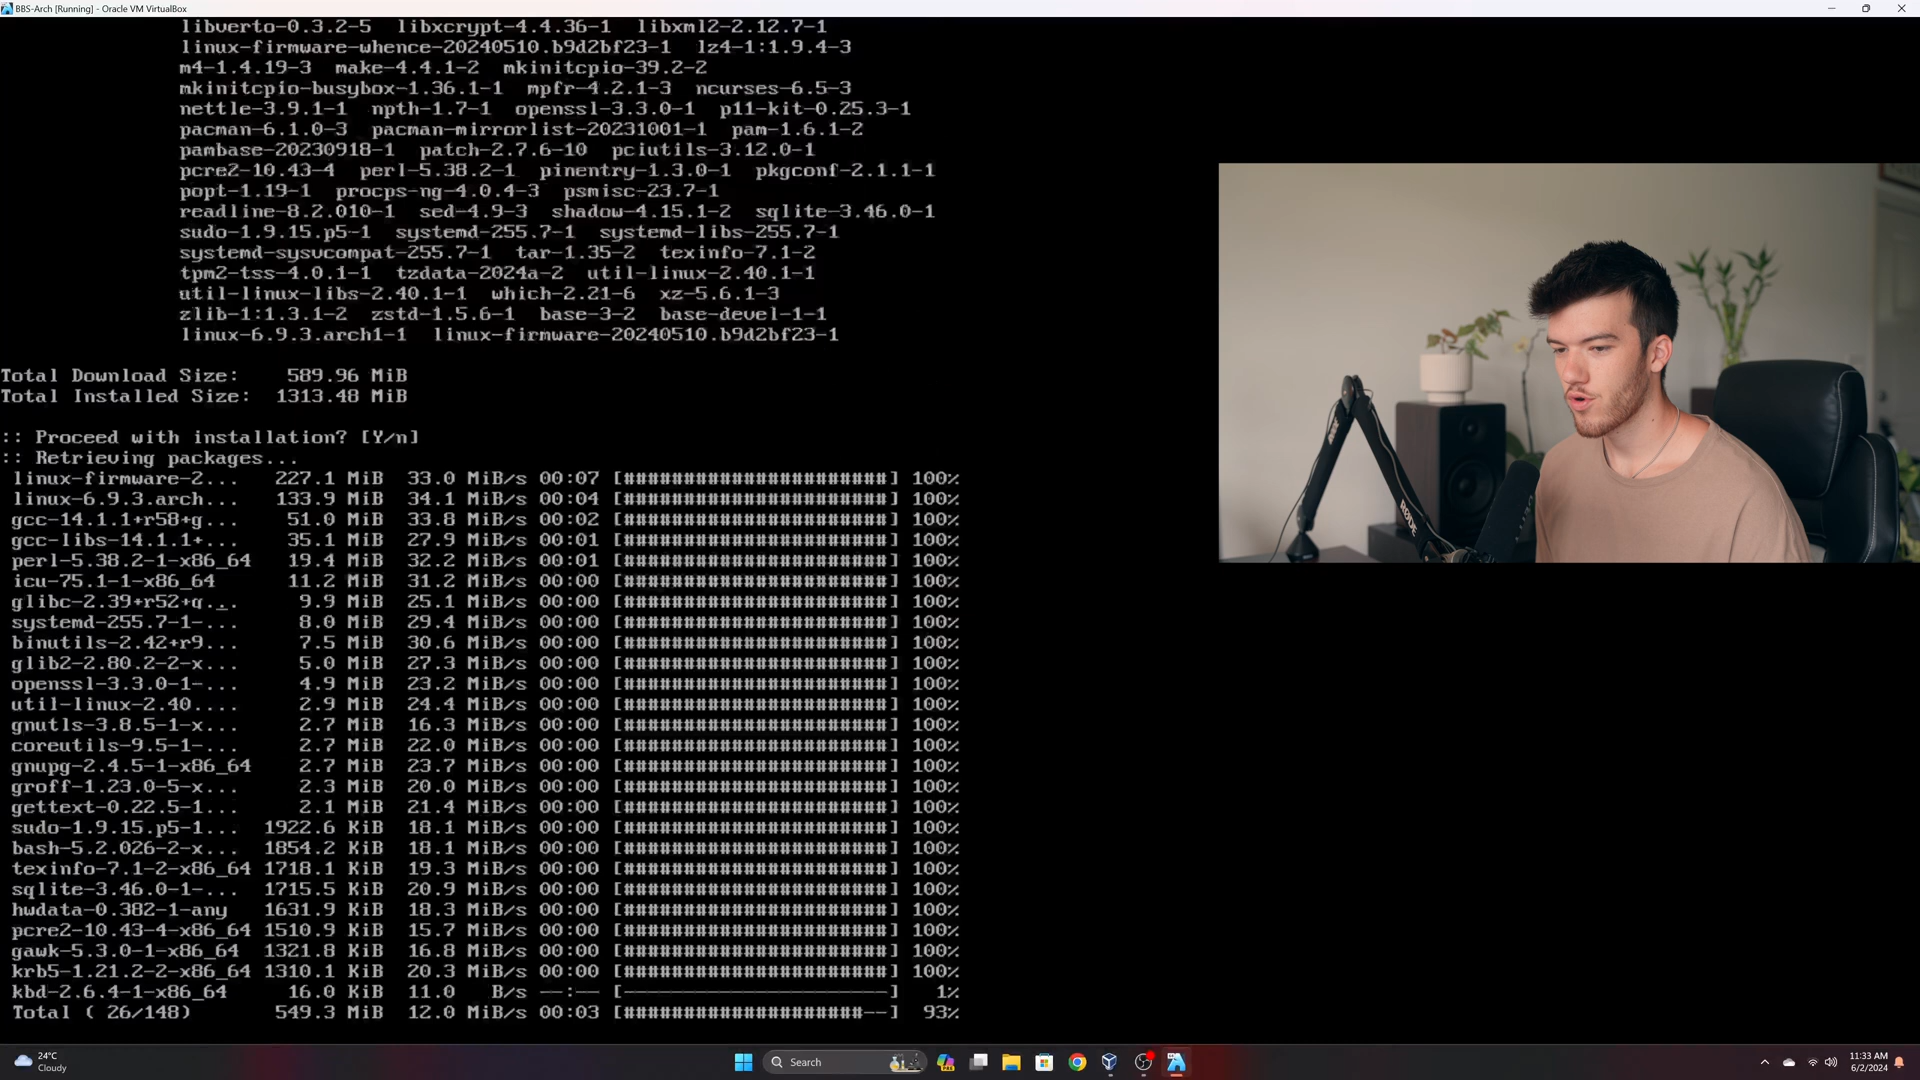 BBS-Arch [Running] - Oracle VM VirtualBox
libverto-0.3.2-5 libxcrypt-4.4.36-1 libxml2-2.12.7-1
linux-firmware-whence-20240510.b9d2bf23-1 lz4-1:1.9.4-3
m4-1.4.19-3 make-4.4.1-2 mkinitcpio-39.2-2
mkinitcpio-busybox-1.36.1-1 mpfr-4.2.1-3 ncurses-6.5-3
nettle-3.9.1-1 npth-1.7-1 openssl-3.3.0-1 p11-kit-0.25.3-1
pacman-6.1.0-3 pacman-mirrorlist-20231001-1 pam-1.6.1-2
pambase-20230918-1 patch-2.7.6-10 pciutils-3.12.0-1
pcre2-10.43-4 perl-5.38.2-1 pinentry-1.3.0-1 pkgconf-2.1.1-1
popt-1.19-1 procps-ng-4.0.4-3 psmisc-23.7-1
readline-8.2.010-1 sed-4.9-3 shadow-4.15.1-2 sqlite-3.46.0-1
sudo-1.9.15.p5-1 systemd-255.7-1 systemd-libs-255.7-1
systemd-sysvcompat-255.7-1 tar-1.35-2 texinfo-7.1-2
tpm2-tss-4.0.1-1 tzdata-2024a-2 util-linux-2.40.1-1
util-linux-libs-2.40.1-1 which-2.21-6 xz-5.6.1-3
zlib-1:1.3.1-2 zstd-1.5.6-1 base-3-2 base-devel-1-1
linux-6.9.3.arch1-1 linux-firmware-20240510.b9d2bf23-1
Total Download Size: 589.96 MiB
Total Installed Size: 1313.48 MiB
:: Proceed with installation? [Y/n]
:: Retrieving packages...
linux-firmware-2... 227.1 MiB 33.0 MiB/s 00:07 [######################] 100%
linux-6.9.3.arch... 133.9 MiB 34.1 MiB/s 00:04 [######################] 100%
gcc-14.1.1+r58+g... 51.0 MiB 33.8 MiB/s 00:02 [######################] 100%
gcc-libs-14.1.1+... 35.1 MiB 27.9 MiB/s 00:01 [######################] 100%
perl-5.38.2-1-x86_64 19.4 MiB 32.2 MiB/s 00:01 [######################] 100%
icu-75.1-1-x86_64 11.2 MiB 31.2 MiB/s 00:00 [######################] 100%
glibc-2.39+r52+g... 9.9 MiB 25.1 MiB/s 00:00 [######################] 100%
systemd-255.7-1-... 8.0 MiB 29.4 MiB/s 00:00 [######################] 100%
binutils-2.42+r9... 7.5 MiB 30.6 MiB/s 00:00 [######################] 100%
glib2-2.80.2-2-x... 5.0 MiB 27.3 MiB/s 00:00 [######################] 100%
openssl-3.3.0-1-... 4.9 MiB 23.2 MiB/s 00:00 [######################] 100%
util-linux-2.40.... 2.9 MiB 24.4 MiB/s 00:00 [######################] 100%
gnutls-3.8.5-1-x... 2.7 MiB 16.3 MiB/s 00:00 [######################] 100%
coreutils-9.5-1-... 2.7 MiB 22.0 MiB/s 00:00 [######################] 100%
gnupg-2.4.5-1-x86_64 2.7 MiB 23.7 MiB/s 00:00 [######################] 100%
groff-1.23.0-5-x... 2.3 MiB 20.0 MiB/s 00:00 [######################] 100%
gettext-0.22.5-1... 2.1 MiB 21.4 MiB/s 00:00 [######################] 100%
sudo-1.9.15.p5-1... 1922.6 KiB 18.1 MiB/s 00:00 [######################] 100%
bash-5.2.026-2-x... 1854.2 KiB 18.1 MiB/s 00:00 [######################] 100%
texinfo-7.1-2-x86_64 1718.1 KiB 19.3 MiB/s 00:00 [######################] 100%
sqlite-3.46.0-1-... 1715.5 KiB 20.9 MiB/s 00:00 [######################] 100%
hwdata-0.382-1-any 1631.9 KiB 18.3 MiB/s 00:00 [######################] 100%
pcre2-10.43-4-x86_64 1510.9 KiB 15.7 MiB/s 00:00 [######################] 100%
gawk-5.3.0-1-x86_64 1321.8 KiB 16.8 MiB/s 00:00 [######################] 100%
krb5-1.21.2-2-x86_64 1310.1 KiB 20.3 MiB/s 00:00 [######################] 100%
kbd-2.6.4-1-x86_64 16.0 KiB 11.0 B/s --:-- [----------------------] 1%
Total ( 26/148) 549.3 MiB 12.0 MiB/s 00:03 [####################--] 93%
RØDE
24°C
Cloudy
Search
11:33 AM
6/2/2024